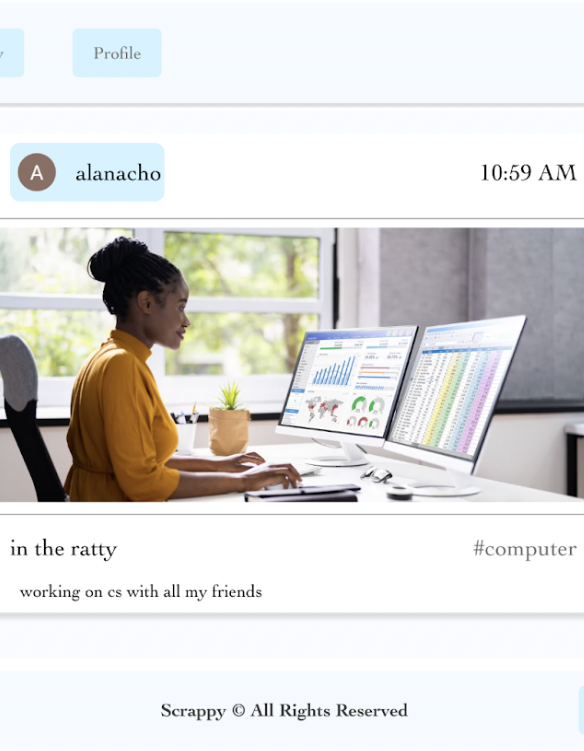 Profile
A
alanacho
10:59 AM
in the ratty
#computer
working on cs with all my friends
Scrappy © All Rights Reserved